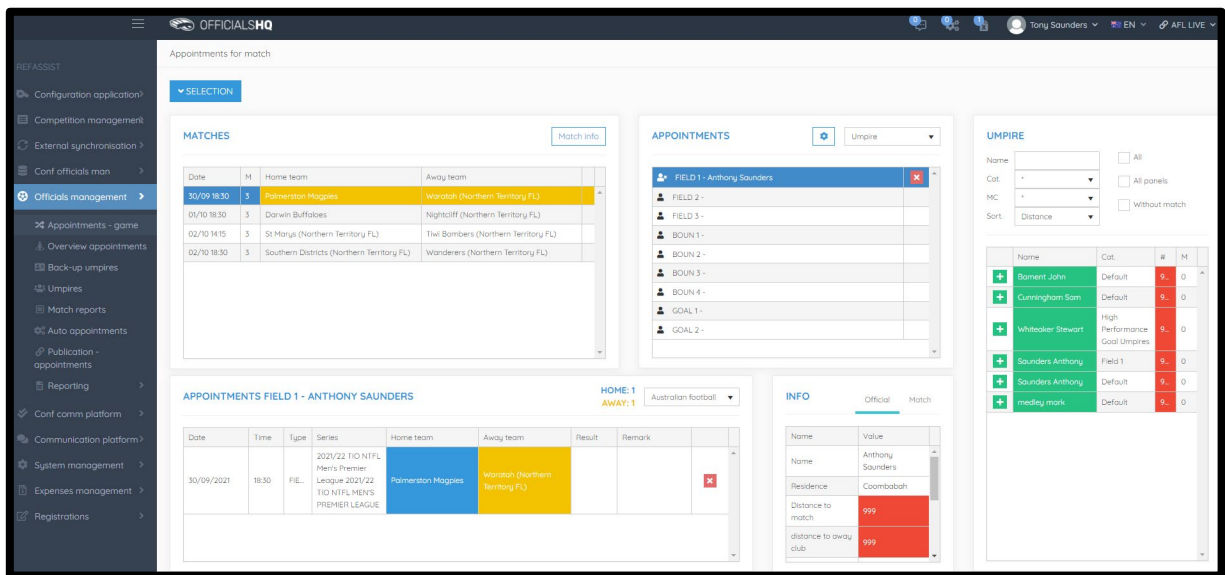 OFFICIALSHQ
0
0
1
Tony Saunders
EN
AFL LIVE
REFASSIST
Configuration application
Competition management
External synchronisation
Conf officials man
Officials management
Appointments - game
Overview appointments
Back-up umpires
Umpires
Match reports
Auto appointments
Publication -
appointments
Reporting
Conf comm platform
Communication platform
System management
Expenses management
Registrations
Appointments for match
SELECTION
MATCHES
Match info
Date M Home team Away team
30/09 18:30 3 Palmerston Magpies Waratah (Northern Territory FL)
01/10 18:30 3 Darwin Buffaloes Nightcliff (Northern Territory FL)
02/10 14:15 3 St Marys (Northern Territory FL) Tiwi Bombers (Northern Territory FL)
02/10 18:30 3 Southern Districts (Northern Territory FL) Wanderers (Northern Territory FL)
APPOINTMENTS
Umpire
FIELD 1 - Anthony Saunders
FIELD 2 -
FIELD 3 -
BOUN 1 -
BOUN 2 -
BOUN 3 -
BOUN 4 -
GOAL 1 -
GOAL 2 -
UMPIRE
Name
All
Cat. *
All panels
MC *
Without match
Sort. Distance
Name Cat. # M
Bament John Default 9... 0
Cunningham Sam Default 9... 0
High
Whiteaker Stewart Performance 9... 0
Goal Umpires
Saunders Anthony Field 1 9... 0
Saunders Anthony Default 9... 0
medley mark Default 9... 0
APPOINTMENTS FIELD 1 - ANTHONY SAUNDERS
HOME: 1
AWAY: 1
Australian football
Date Time Type Series Home team Away team Result Remark
2021/22 TIO NTFL
Men's Premier
League 2021/22
TIO NTFL MEN'S
PREMIER LEAGUE
30/09/2021 18:30 FIE... Palmerston Magpies Waratah (Northern
Territory FL)
INFO
Official Match
Name Value
Name Anthony
Saunders
Residence Coombabah
Distance to
match 999
distance to away
club 999